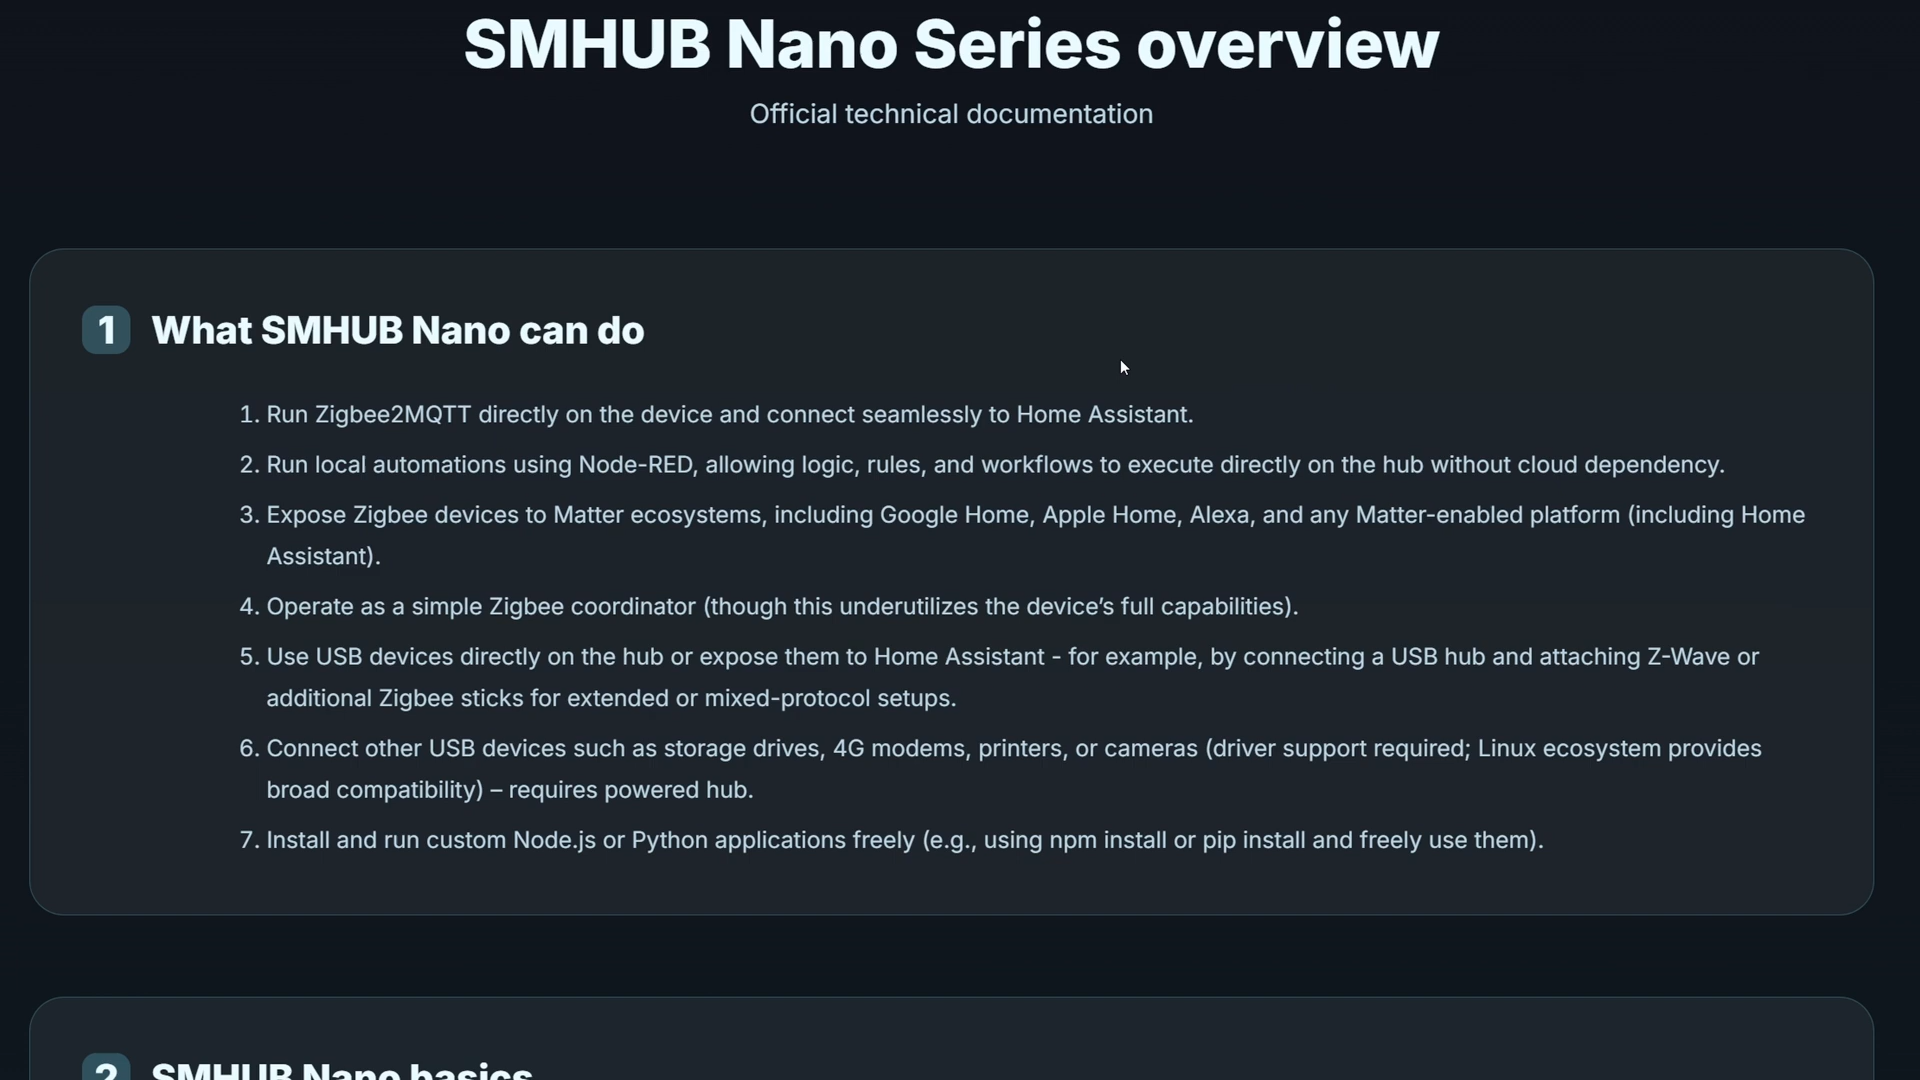 SMHUB Nano Series overview
Official technical documentation
1 What SMHUB Nano can do
1. Run Zigbee2MQTT directly on the device and connect seamlessly to Home Assistant.
2. Run local automations using Node-RED, allowing logic, rules, and workflows to execute directly on the hub without cloud dependency.
3. Expose Zigbee devices to Matter ecosystems, including Google Home, Apple Home, Alexa, and any Matter-enabled platform (including Home
Assistant).
4. Operate as a simple Zigbee coordinator (though this underutilizes the device’s full capabilities).
5. Use USB devices directly on the hub or expose them to Home Assistant - for example, by connecting a USB hub and attaching Z-Wave or
additional Zigbee sticks for extended or mixed-protocol setups.
6. Connect other USB devices such as storage drives, 4G modems, printers, or cameras (driver support required; Linux ecosystem provides
broad compatibility) – requires powered hub.
7. Install and run custom Node.js or Python applications freely (e.g., using npm install or pip install and freely use them).
2 SMHUB Nano basics